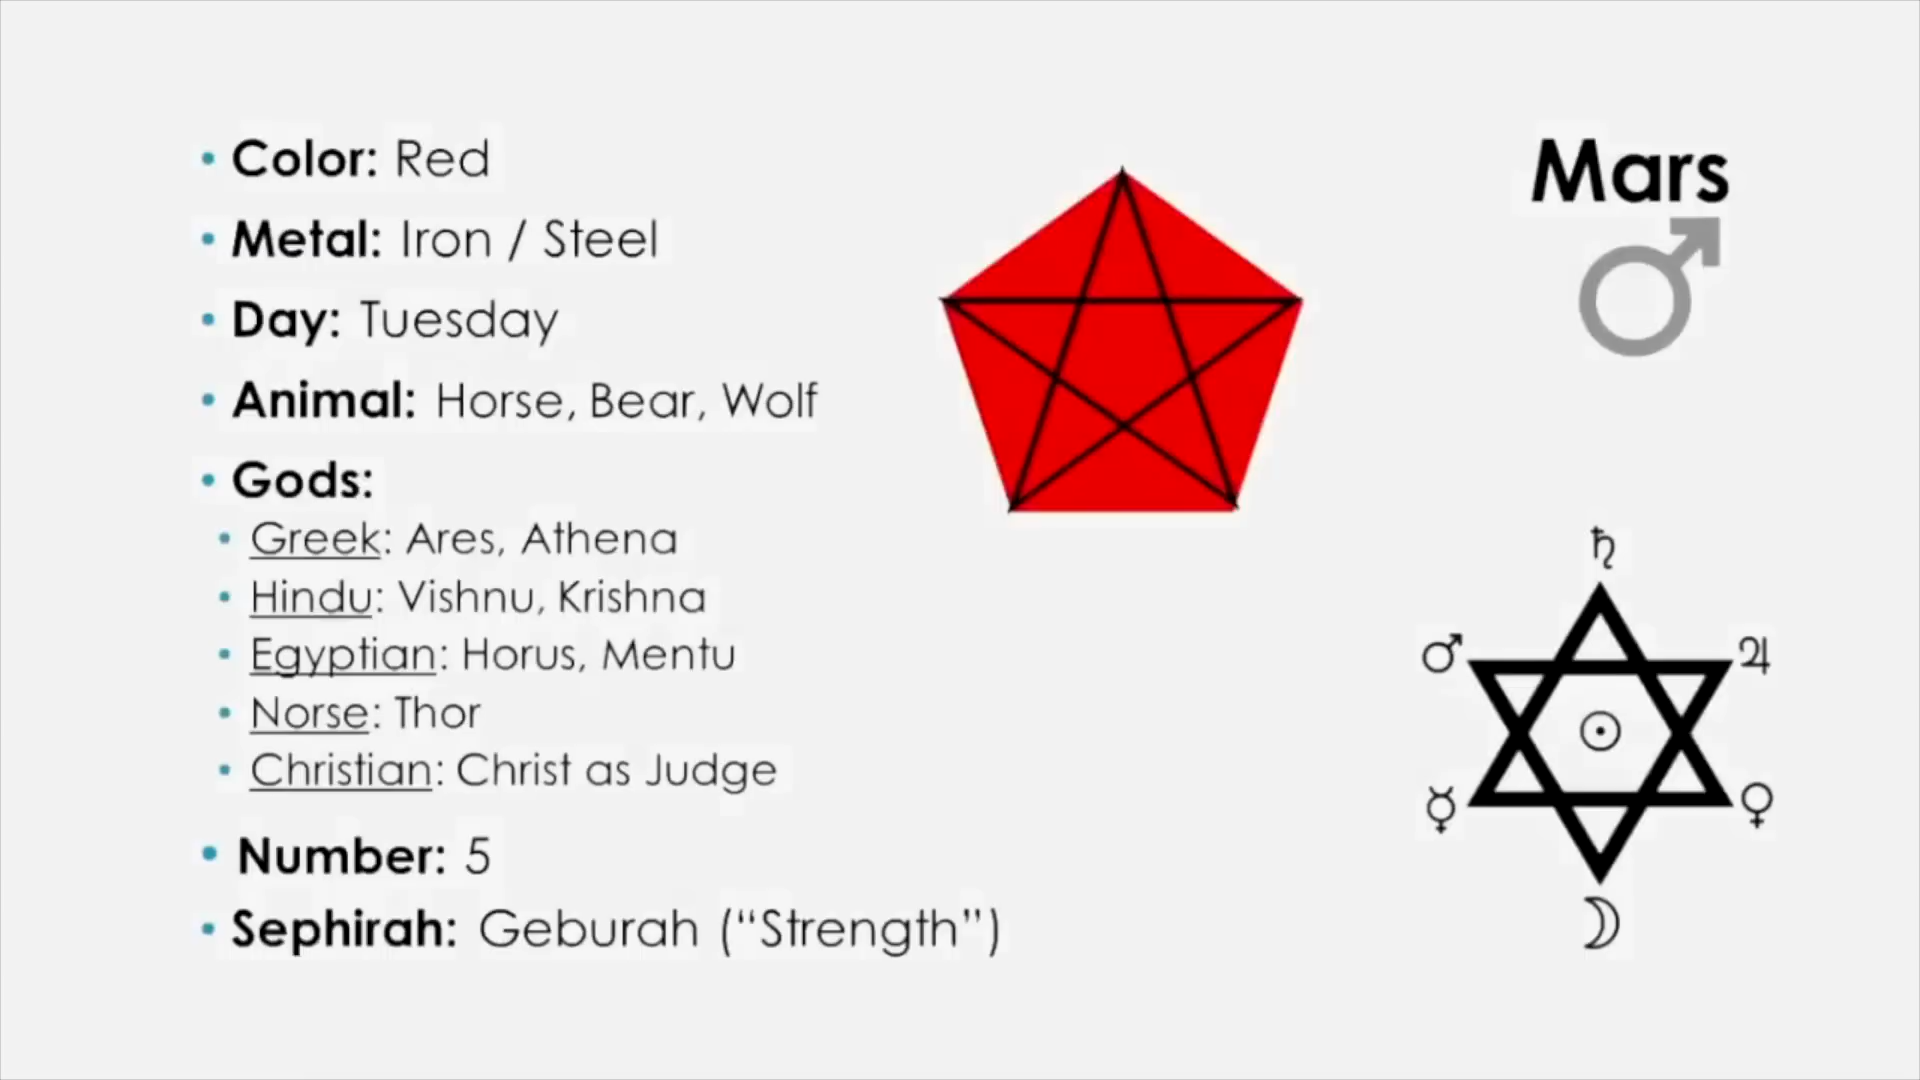 • Color: Red
• Metal: Iron / Steel
• Day: Tuesday
• Animal: Horse, Bear, Wolf
• Gods:
• Greek: Ares, Athena
• Hindu: Vishnu, Krishna
• Egyptian: Horus, Mentu
• Norse: Thor
• Christian: Christ as Judge
• Number: 5
• Sephirah: Geburah (“Strength”)
Mars
♂
♄
♂ ♃
☉
☿ ♀
☽